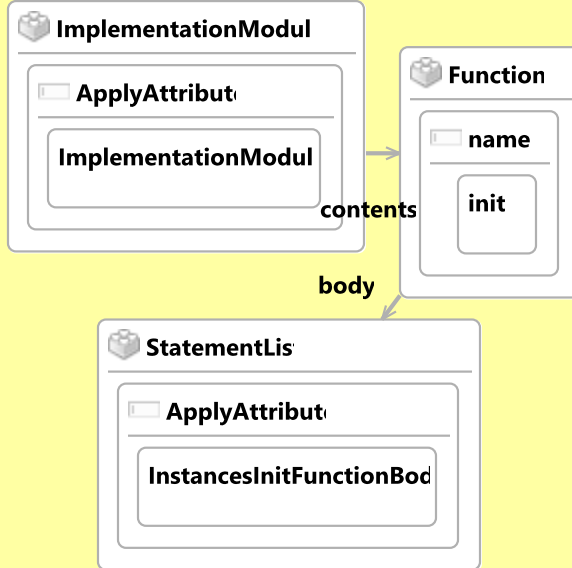 ImplementationModul
ApplyAttribut
ImplementationModul
Function
name
init
contents
body
StatementLis
ApplyAttribut
InstancesInitFunctionBod